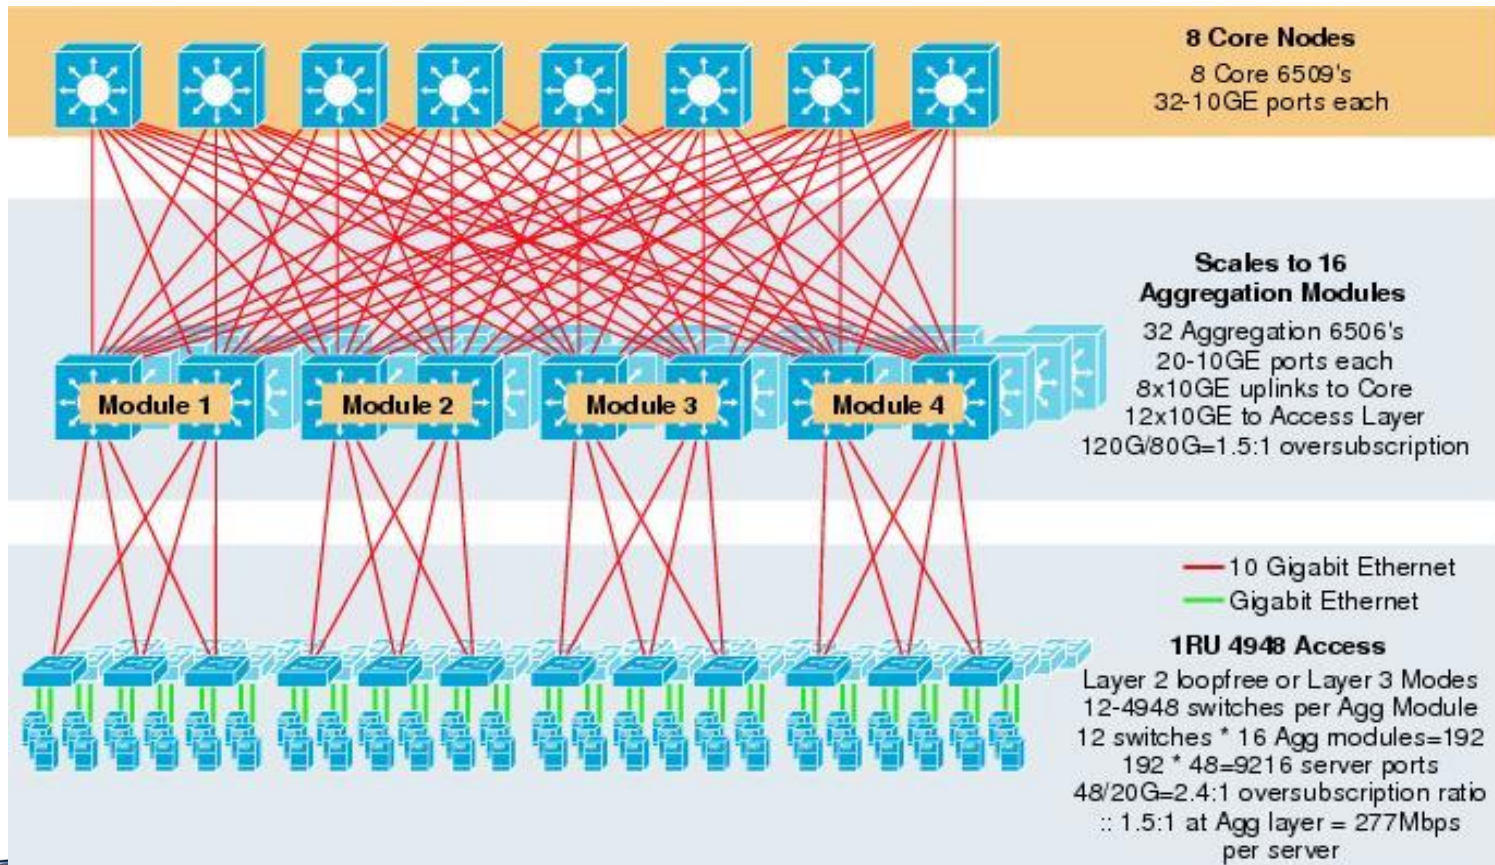 8 Core Nodes
8 Core 6509's
32-10GE ports each
Scales to 16
Aggregation Modules
32 Aggregation 6506's
20-10GE ports each
8x10GE uplinks to Core
12x10GE to Access Layer
120G/80G=1.5:1 oversubscription
Module 1
Module 2
Module 3
Module 4
10 Gigabit Ethernet
Gigabit Ethernet
1RU 4948 Access
Layer 2 loopfree or Layer 3 Modes
12-4948 switches per Agg Module
12 switches * 16 Agg modules=192
192 * 48=9216 server ports
48/20G=2.4:1 oversubscription ratio
:: 1.5:1 at Agg layer = 277Mbps
per server